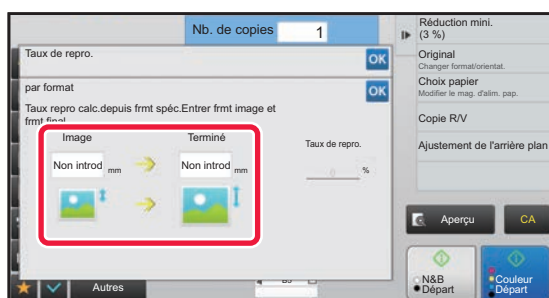 Nb. de copies 1
Taux de repro. OK
par format OK
Taux repro calc.depuis frmt spéc.Entrer frmt image et
frmt final.
Image Terminé
Taux de repro.
Non introd mm Non introd mm
%
Autres
Réduction mini.
(3 %)
Original
Changer format/orientat.
Choix papier
Modifier le mag. d'alim. pap.
Copie R/V
Ajustement de l'arrière plan
Aperçu CA
N&B
Départ
Couleur
Départ